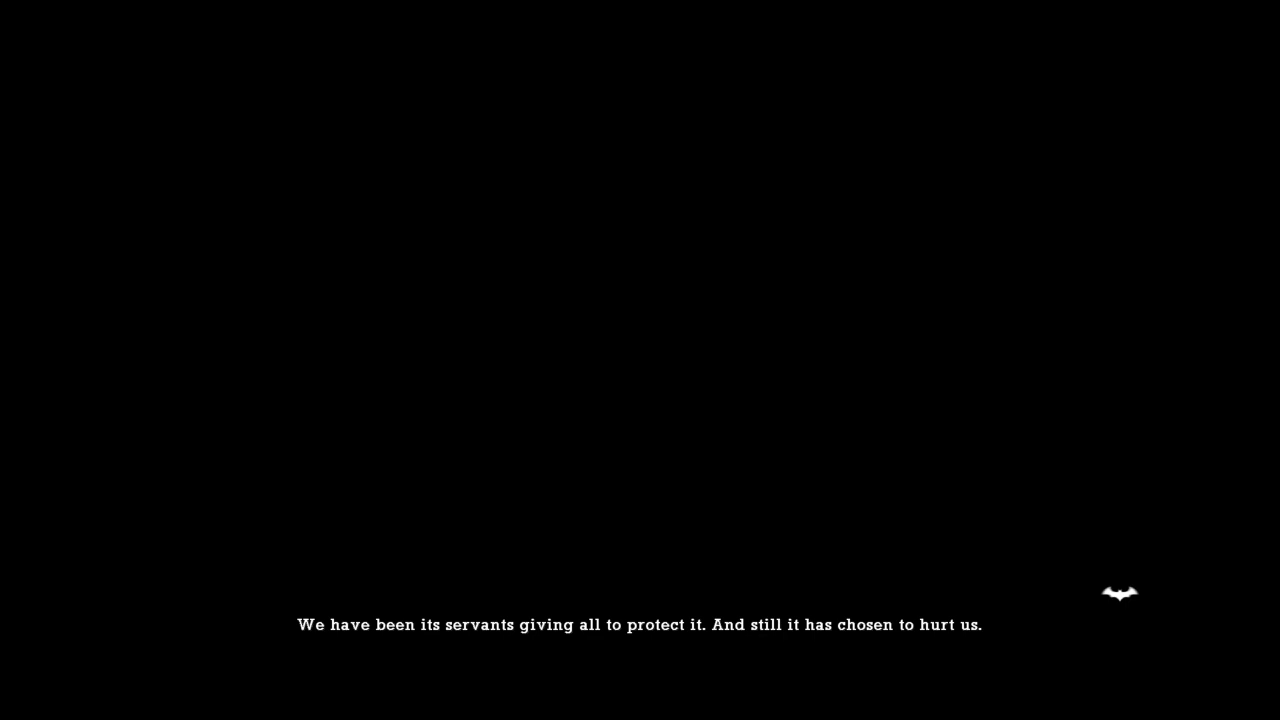 We have been its servants giving all to protect it. And still it has chosen to hurt us.